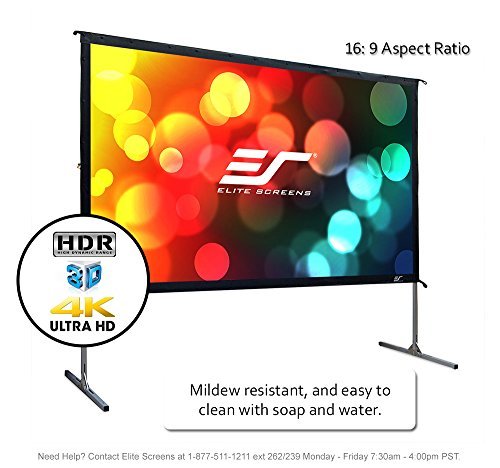 16: 9 Aspect Ratio
ES
ELITE SCREENS
HDR
HIGH DYNAMIC RANGE
3D
4K
ULTRA HD
ES
Mildew resistant, and easy to
clean with soap and water.
Need Help? Contact Elite Screens at 1-877-511-1211 ext 262/239 Monday - Friday 7:30am - 4:00pm PST.